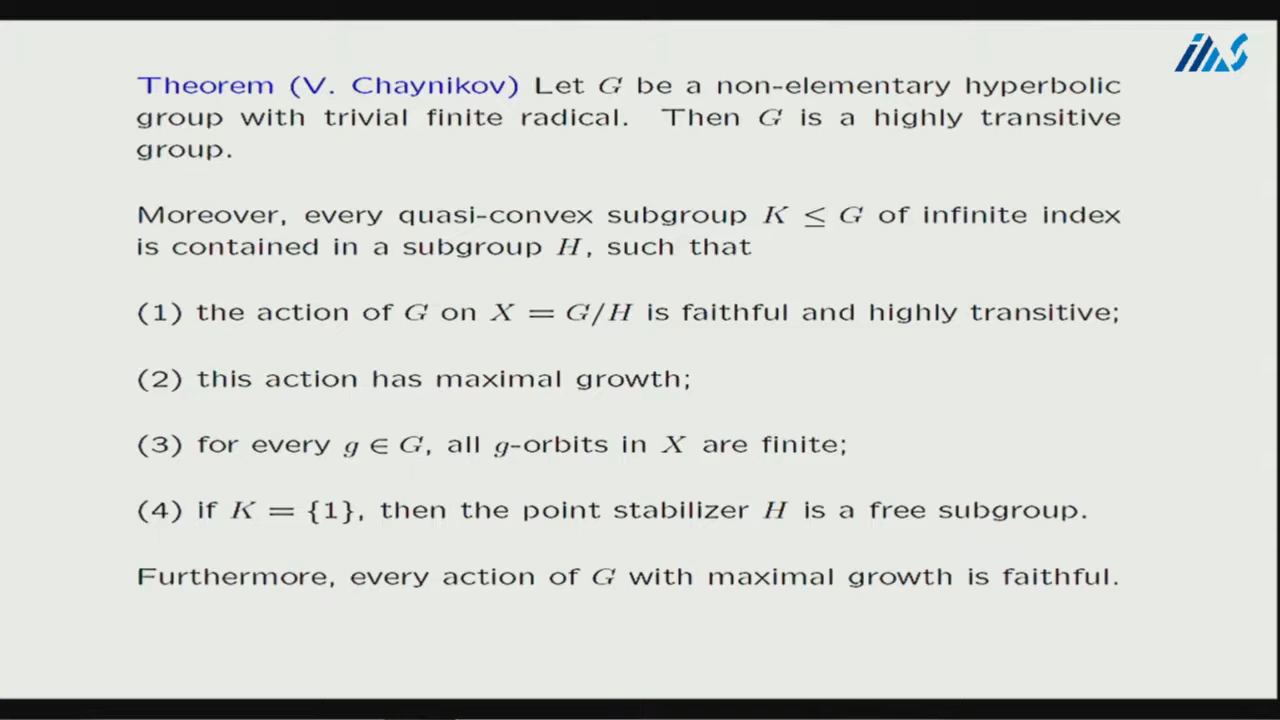 IIAS
Theorem (V. Chaynikov) Let G be a non-elementary hyperbolic
group with trivial finite radical. Then G is a highly transitive
group.
Moreover, every quasi-convex subgroup K ≤ G of infinite index
is contained in a subgroup H, such that
(1) the action of G on X = G/H is faithful and highly transitive;
(2) this action has maximal growth;
(3) for every g ∈ G, all g-orbits in X are finite;
(4) if K = {1}, then the point stabilizer H is a free subgroup.
Furthermore, every action of G with maximal growth is faithful.